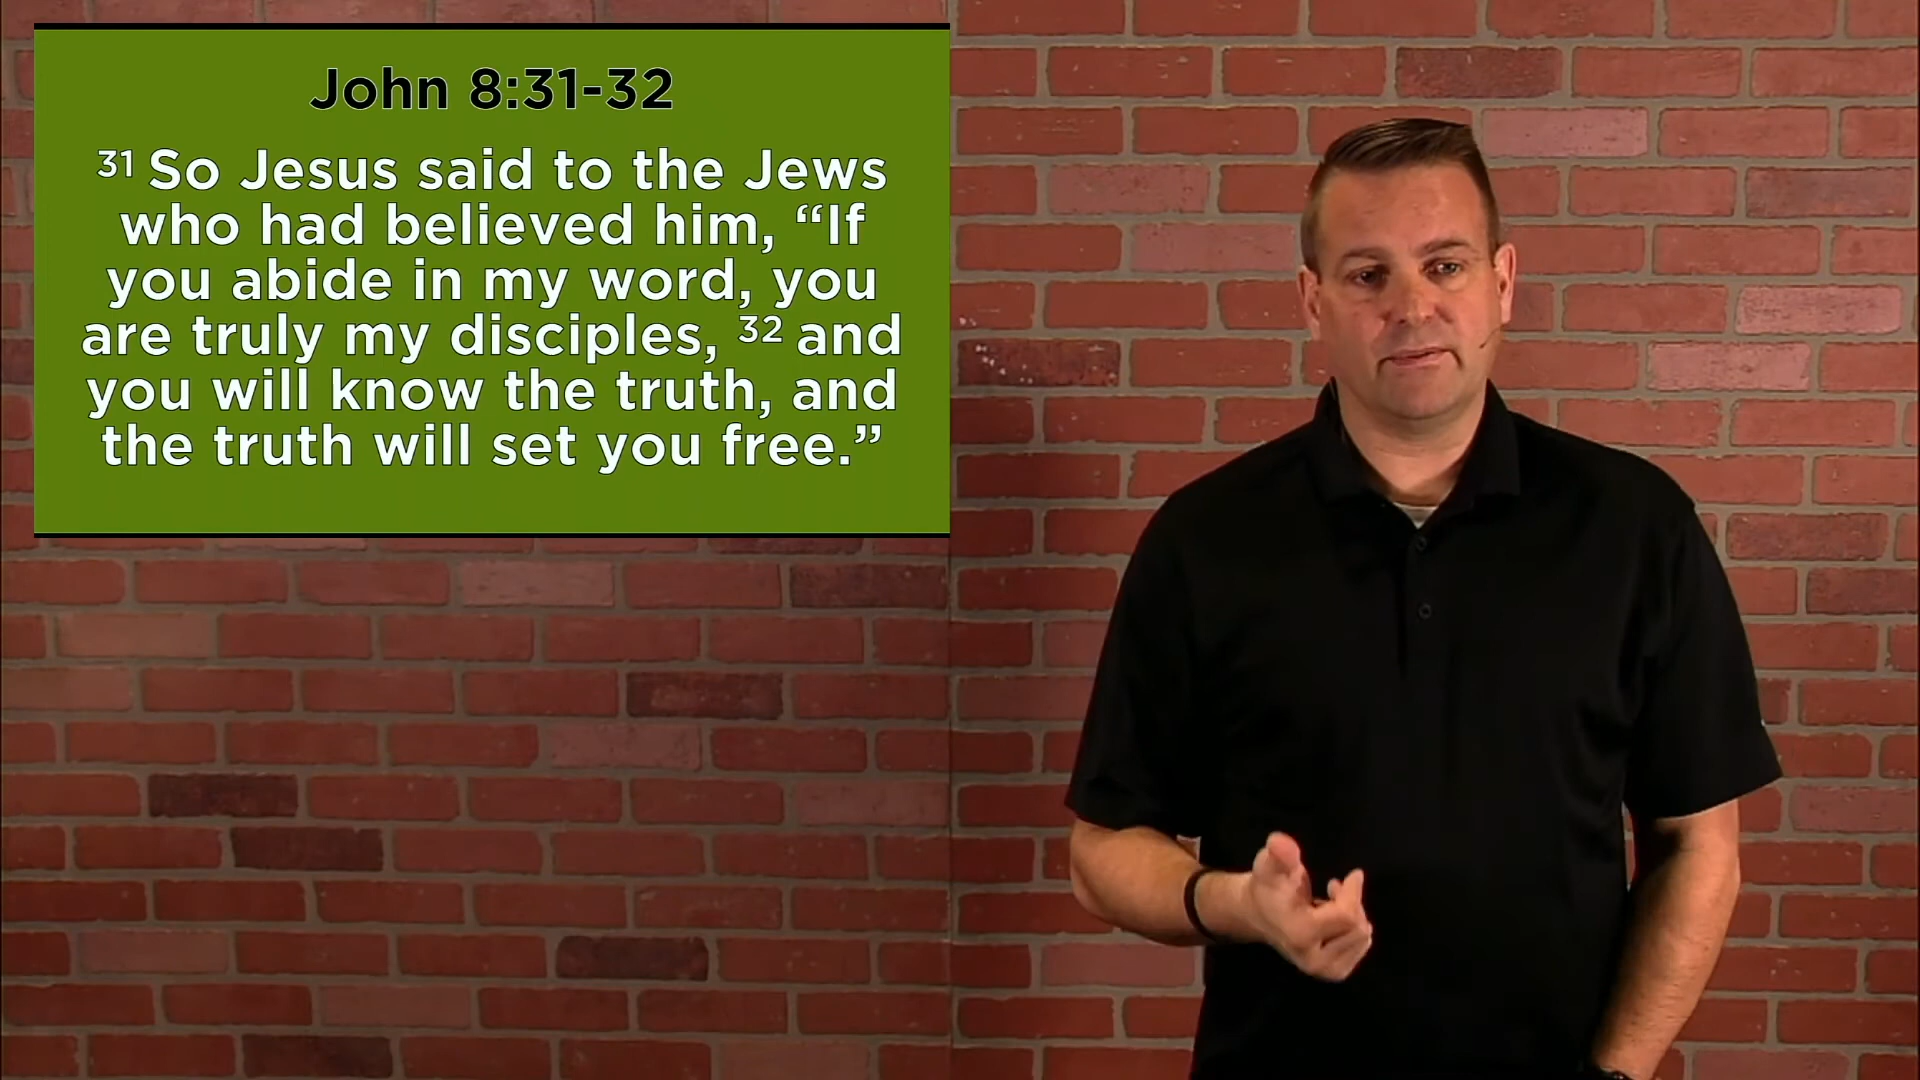 John 8:31-32
31 So Jesus said to the Jews
who had believed him, “If
you abide in my word, you
are truly my disciples, 32 and
you will know the truth, and
the truth will set you free.”